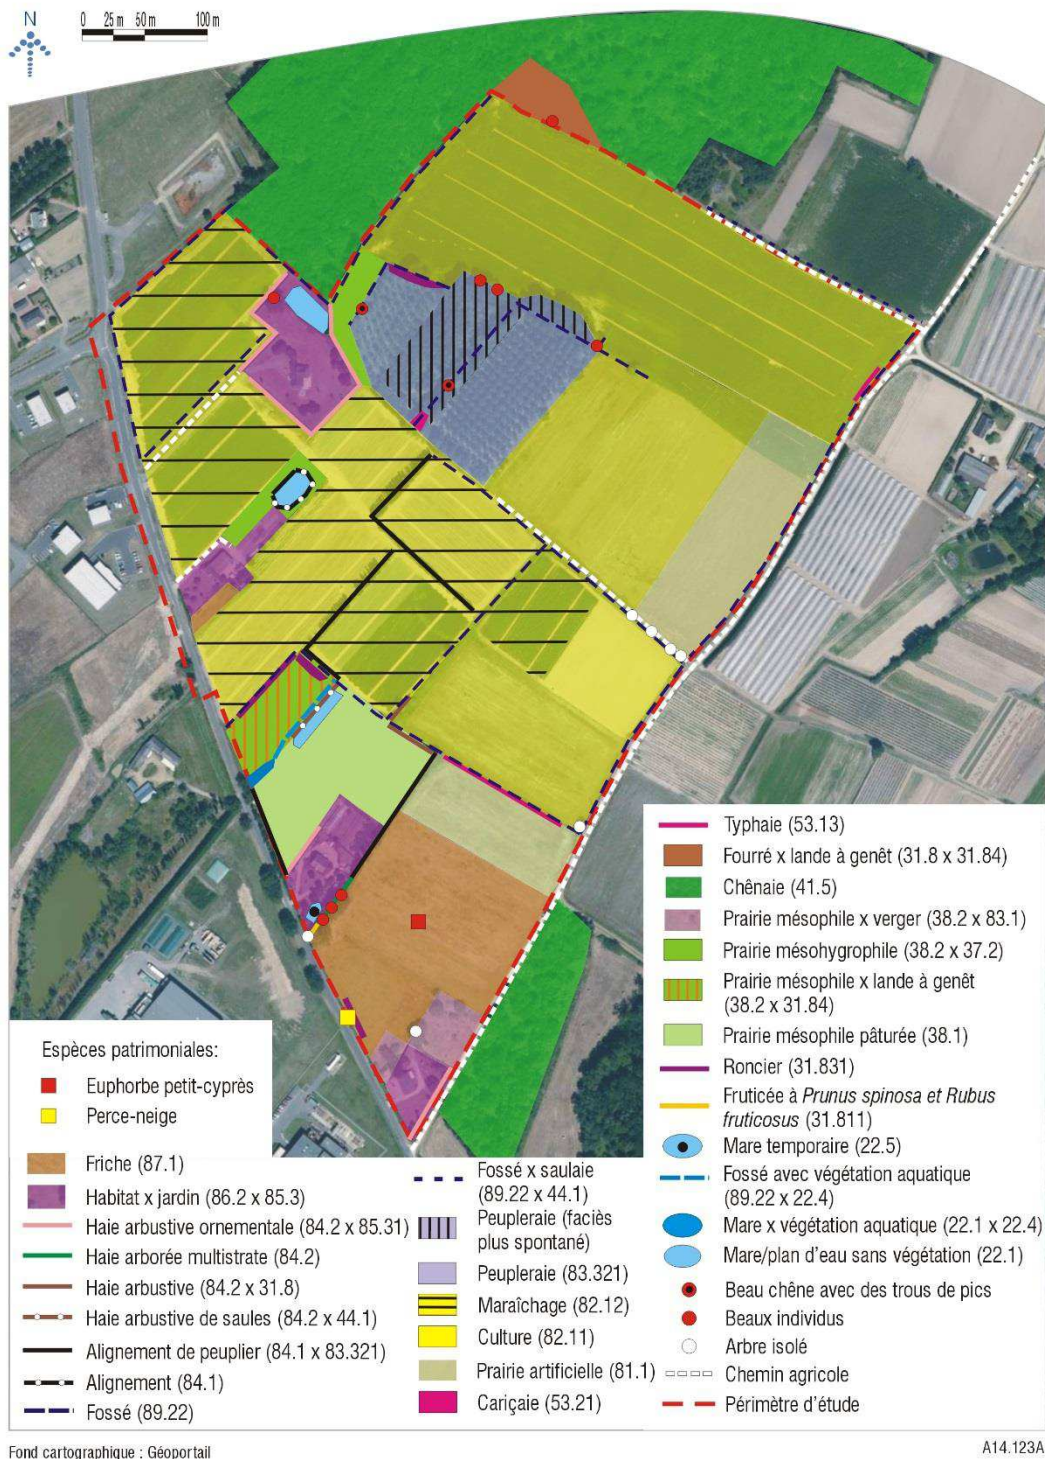 N
0 25 m 50 m 100 m
Typhaie (53.13)
Fourré x lande à genêt (31.8 x 31.84)
Chênaie (41.5)
Prairie mésophile x verger (38.2 x 83.1)
Prairie mésohygrophile (38.2 x 37.2)
Prairie mésophile x lande à genêt
(38.2 x 31.84)
Prairie mésophile pâturée (38.1)
Roncier (31.831)
Fruticée à Prunus spinosa et Rubus
fruticosus (31.811)
Mare temporaire (22.5)
Fossé avec végétation aquatique
(89.22 x 22.4)
Mare x végétation aquatique (22.1 x 22.4)
Mare/plan d'eau sans végétation (22.1)
Beau chêne avec des trous de pics
Beaux individus
Arbre isolé
Chemin agricole
Périmètre d'étude
Espèces patrimoniales:
Euphorbe petit-cyprès
Perce-neige
Friche (87.1)
Habitat x jardin (86.2 x 85.3)
Haie arbustive ornementale (84.2 x 85.31)
Haie arborée multistrate (84.2)
Haie arbustive (84.2 x 31.8)
Haie arbustive de saules (84.2 x 44.1)
Alignement de peuplier (84.1 x 83.321)
Alignement (84.1)
Fossé (89.22)
Fossé x saulaie
(89.22 x 44.1)
Peupleraie (faciès
plus spontané)
Peupleraie (83.321)
Maraîchage (82.12)
Culture (82.11)
Prairie artificielle (81.1)
Cariçaie (53.21)
Fond cartographique : Géoportail
A14.123A